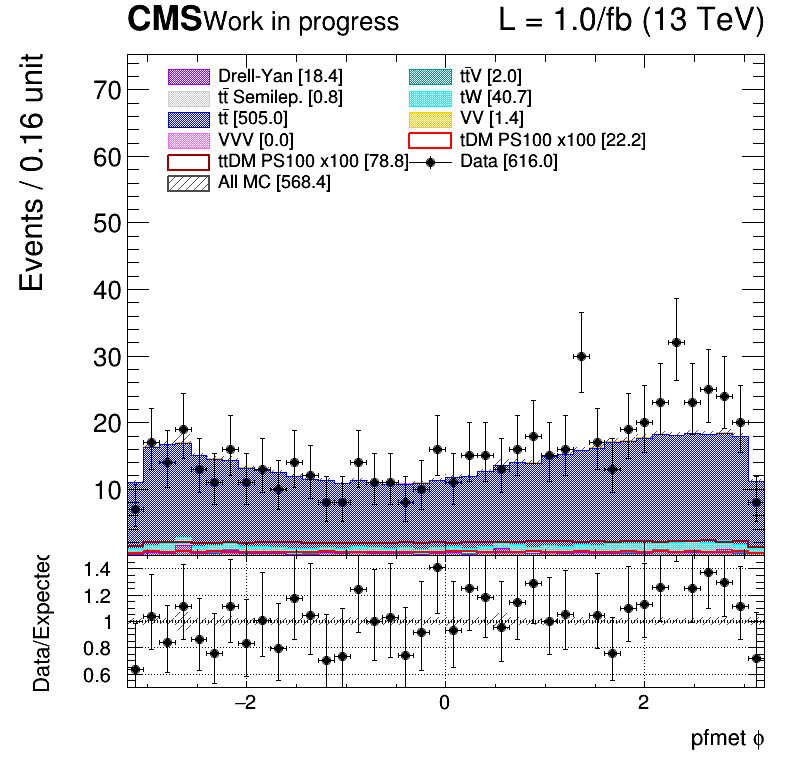 CMS Work in progress L = 1.0/fb (13 TeV)
Events / 0.16 unit
70
60
50
40
30
20
10
Drell-Yan [18.4]
tt̄ Semilep. [0.8]
tt̄ [505.0]
VVV [0.0]
ttDM PS100 x100 [78.8]
All MC [568.4]
tt̄V [2.0]
tW [40.7]
VV [1.4]
tDM PS100 x100 [22.2]
Data [616.0]
Data/Expected
1.4
1.2
1
0.8
0.6
−2 0 2
pfmet ϕ